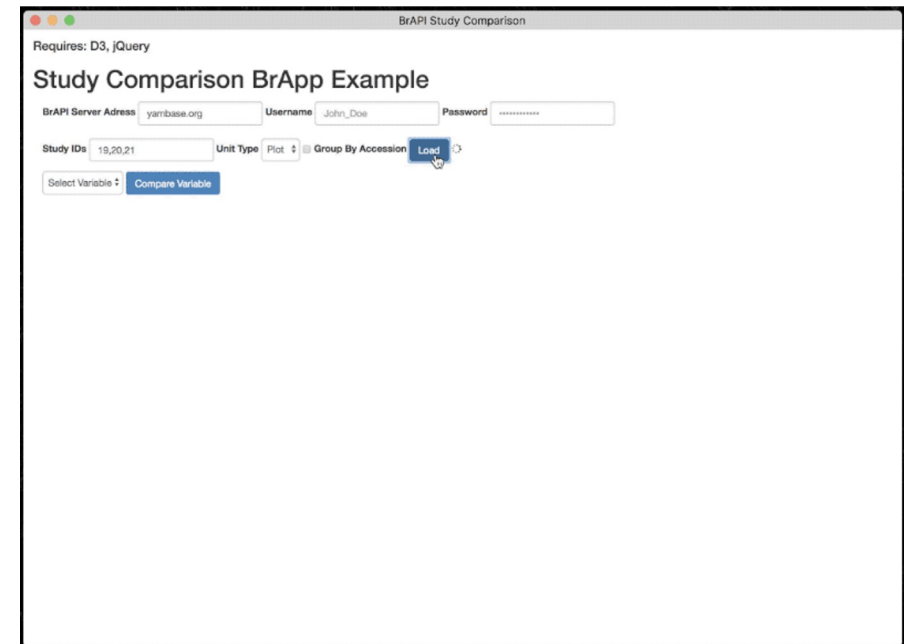 BrAPI Study Comparison
Requires: D3, jQuery
Study Comparison BrApp Example
BrAPI Server Adress yambase.org Username John_Doe Password ••••••••••••
Study IDs 19,20,21 Unit Type Plot Group By Accession Load
Select Variable Compare Variable